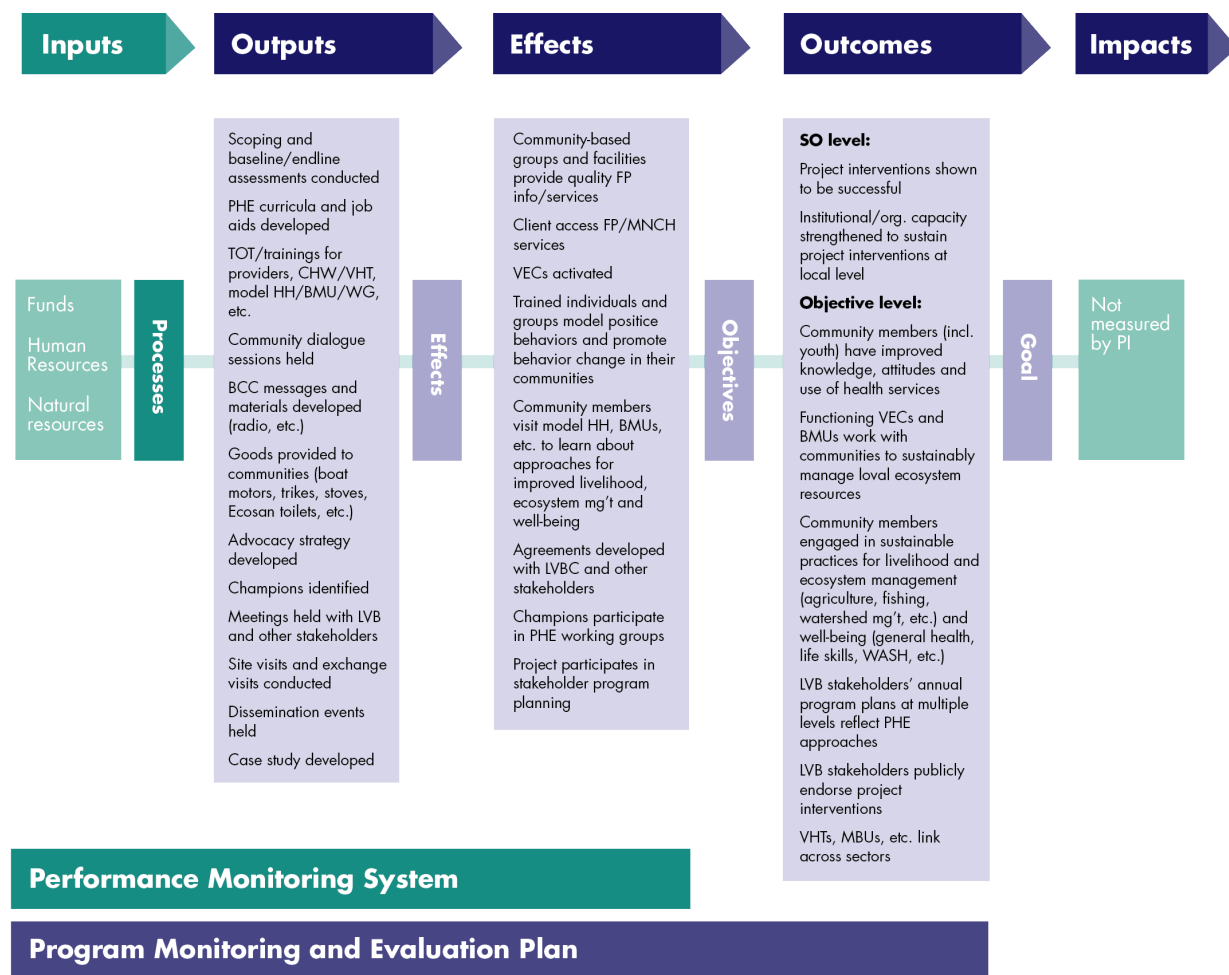 Inputs
Outputs
Effects
Outcomes
Impacts
Funds
Human
Resources
Natural
resources
Processes
Scoping and
baseline/endline
assessments conducted
PHE curricula and job
aids developed
TOT/trainings for
providers, CHW/VHT,
model HH/BMU/WG,
etc.
Community dialogue
sessions held
BCC messages and
materials developed
(radio, etc.)
Goods provided to
communities (boat
motors, trikes, stoves,
Ecosan toilets, etc.)
Advocacy strategy
developed
Champions identified
Meetings held with LVB
and other stakeholders
Site visits and exchange
visits conducted
Dissemination events
held
Case study developed
Effects
Community-based
groups and facilities
provide quality FP
info/services
Client access FP/MNCH
services
VECs activated
Trained individuals and
groups model positice
behaviors and promote
behavior change in their
communities
Community members
visit model HH, BMUs,
etc. to learn about
approaches for
improved livelihood,
ecosystem mg’t and
well-being
Agreements developed
with LVBC and other
stakeholders
Champions participate
in PHE working groups
Project participates in
stakeholder program
planning
Objectives
SO level:
Project interventions shown
to be successful
Institutional/org. capacity
strengthened to sustain
project interventions at
local level
Objective level:
Community members (incl.
youth) have improved
knowledge, attitudes and
use of health services
Functioning VECs and
BMUs work with
communities to sustainably
manage loval ecosystem
resources
Community members
engaged in sustainable
practices for livelihood and
ecosystem management
(agriculture, fishing,
watershed mg’t, etc.) and
well-being (general health,
life skills, WASH, etc.)
LVB stakeholders’ annual
program plans at multiple
levels reflect PHE
approaches
LVB stakeholders publicly
endorse project
interventions
VHTs, MBUs, etc. link
across sectors
Goal
Not
measured
by PI
Performance Monitoring System
Program Monitoring and Evaluation Plan